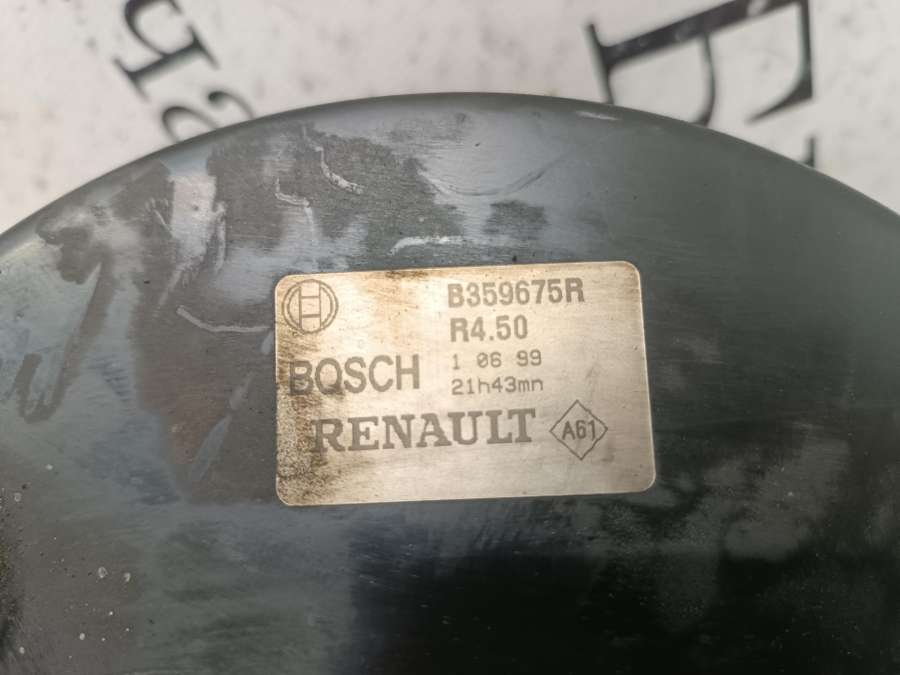 B359675R
R4.50
1 06 99
BOSCH
21h43mn
RENAULT
A61